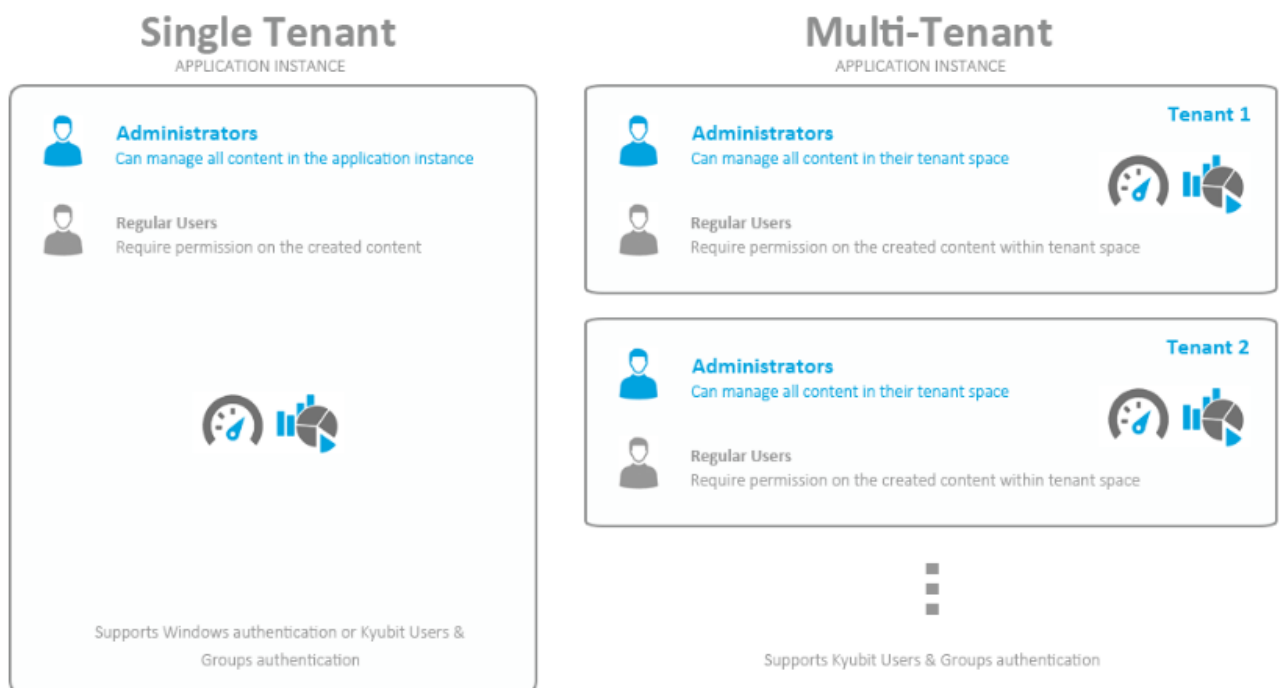 Single Tenant
APPLICATION INSTANCE
Administrators
Can manage all content in the application instance
Regular Users
Require permission on the created content
Supports Windows authentication or Kyubit Users &
Groups authentication
Multi-Tenant
APPLICATION INSTANCE
Tenant 1
Administrators
Can manage all content in their tenant space
Regular Users
Require permission on the created content within tenant space
Tenant 2
Administrators
Can manage all content in their tenant space
Regular Users
Require permission on the created content within tenant space
Supports Kyubit Users & Groups authentication